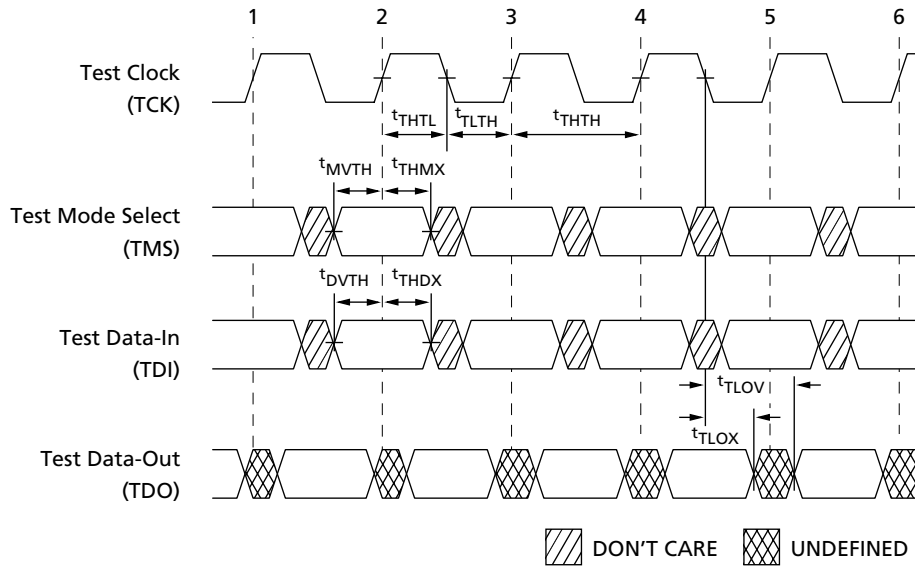 1 2 3 4 5 6
Test Clock
(TCK)
tTHTL tTLTH tTHTH
tMVTH tTHMX
Test Mode Select
(TMS)
tDVTH tTHDX
Test Data-In
(TDI)
tTLOV
tTLOX
Test Data-Out
(TDO)
DON'T CARE UNDEFINED